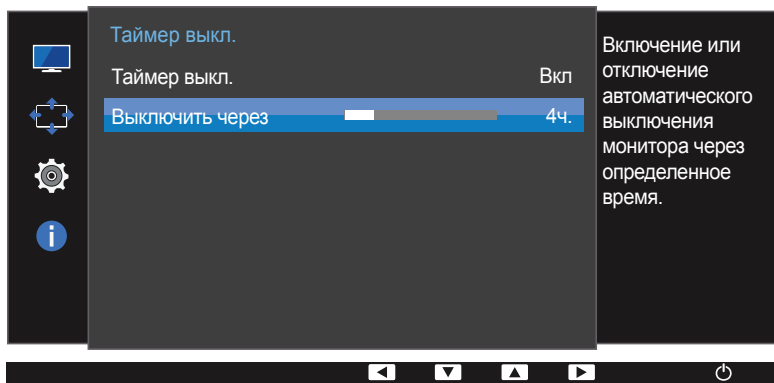 Таймер выкл.
Таймер выкл. Вкл
Выключить через 4ч.
Включение или
отключение
автоматического
выключения
монитора через
определенное
время.